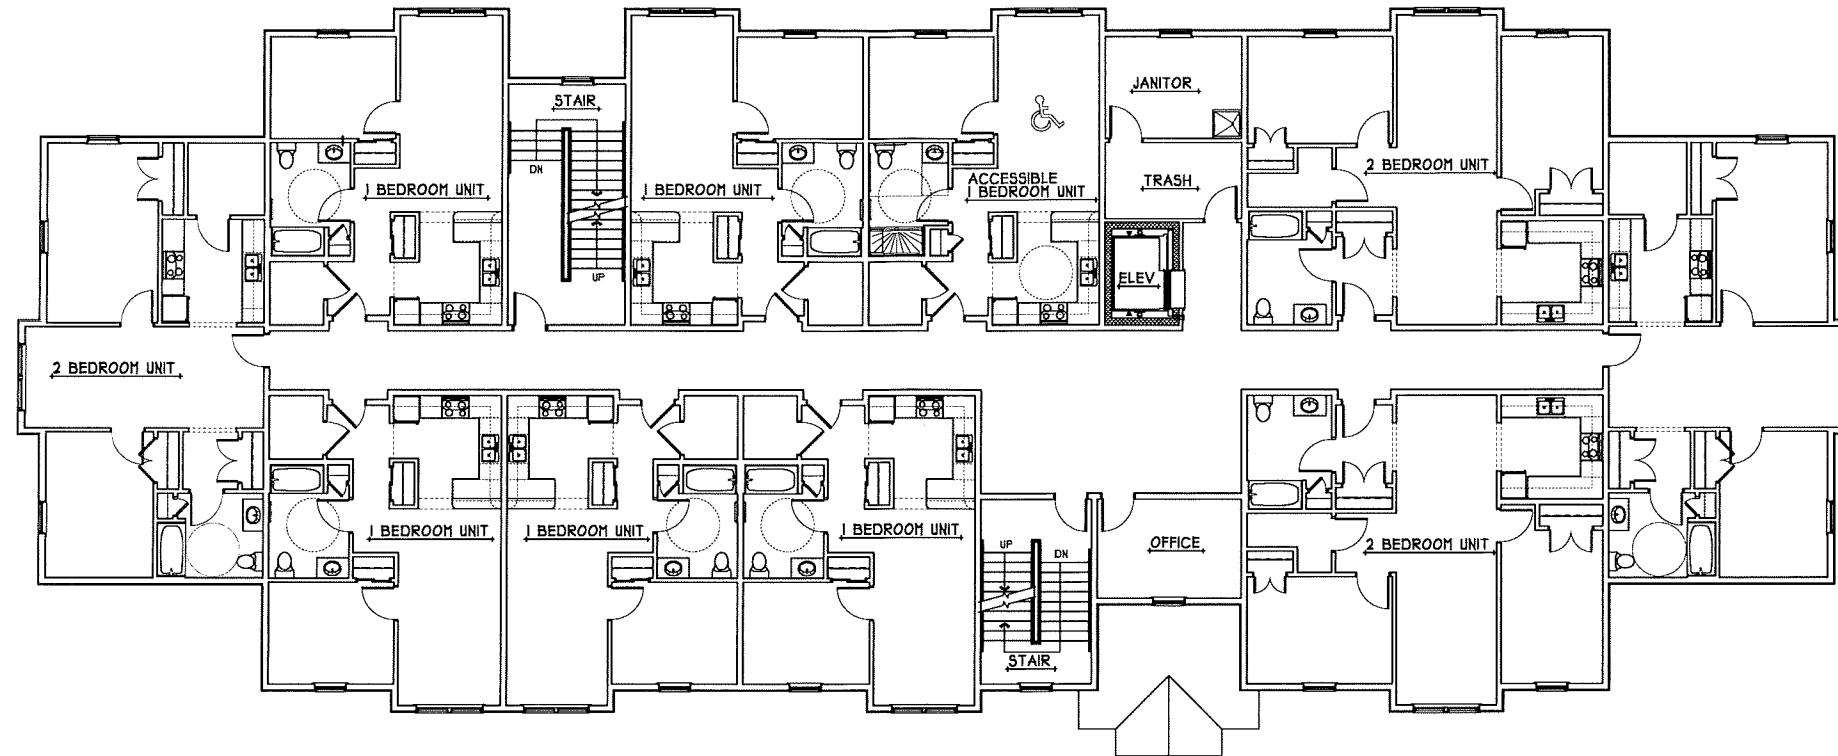 STAIR
JANITOR
DN
1 BEDROOM UNIT
1 BEDROOM UNIT
ACCESSIBLE
1 BEDROOM UNIT
TRASH
2 BEDROOM UNIT
UP
ELEV
2 BEDROOM UNIT
1 BEDROOM UNIT
1 BEDROOM UNIT
1 BEDROOM UNIT
UP
DN
OFFICE
2 BEDROOM UNIT
STAIR